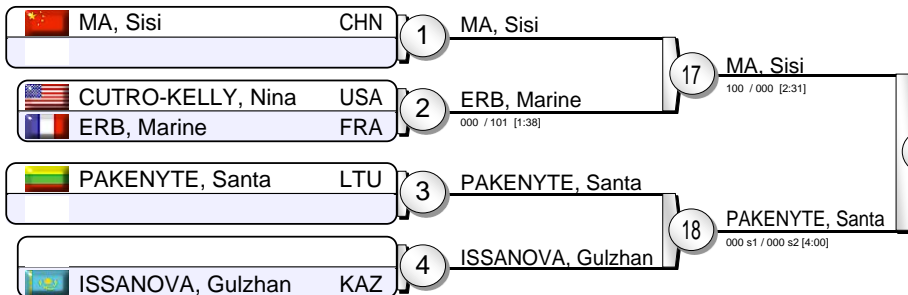 MA, Sisi CHN
1
MA, Sisi
CUTRO-KELLY, Nina USA
ERB, Marine FRA
2
ERB, Marine
000 / 101 [1:38]
17
MA, Sisi
100 / 000 [2:31]
PAKENYTE, Santa LTU
3
PAKENYTE, Santa
ISSANOVA, Gulzhan KAZ
4
ISSANOVA, Gulzhan
18
PAKENYTE, Santa
000 s1 / 000 s2 [4:00]